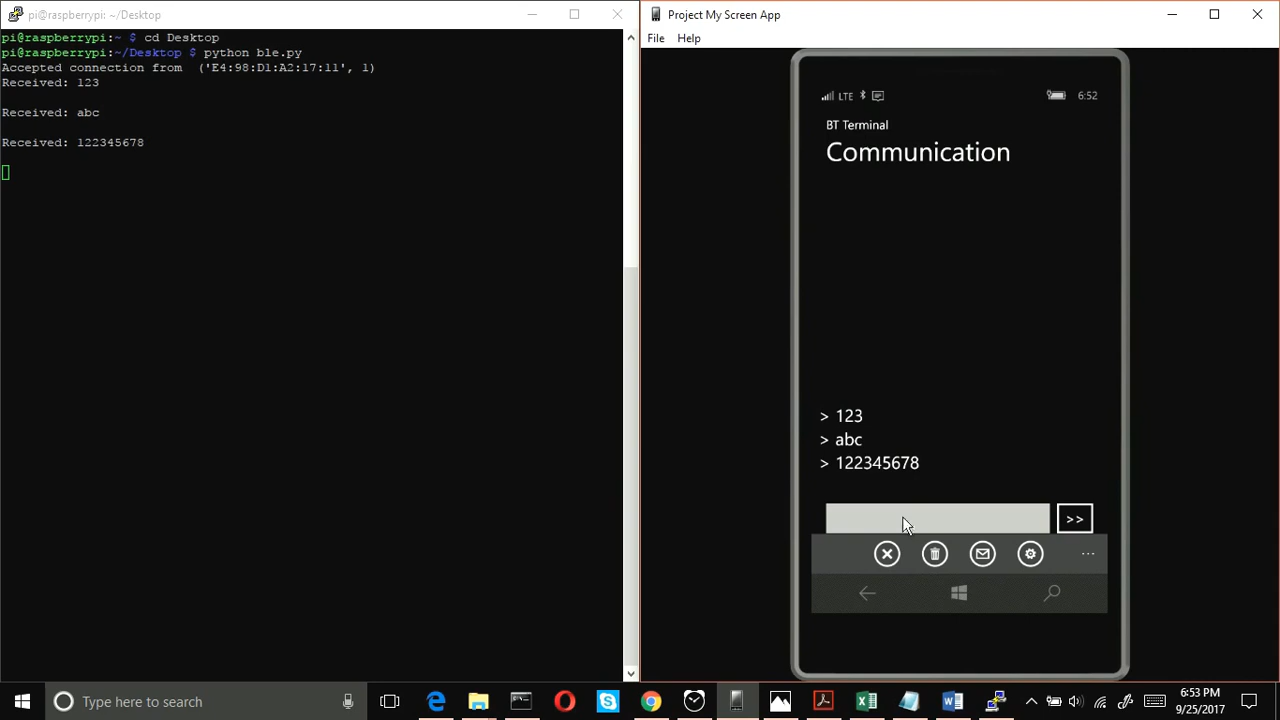 pi@raspberrypi: ~/Desktop
pi@raspberrypi:~ $ cd Desktop
pi@raspberrypi:~/Desktop $ python ble.py
Accepted connection from  ('E4:98:D1:A2:17:11', 1)
Received: 123
Received: abc
Received: 122345678
Project My Screen App
File Help
LTE 6:52
BT Terminal
Communication
> 123
> abc
> 122345678
>>
...
Type here to search
6:53 PM
9/25/2017